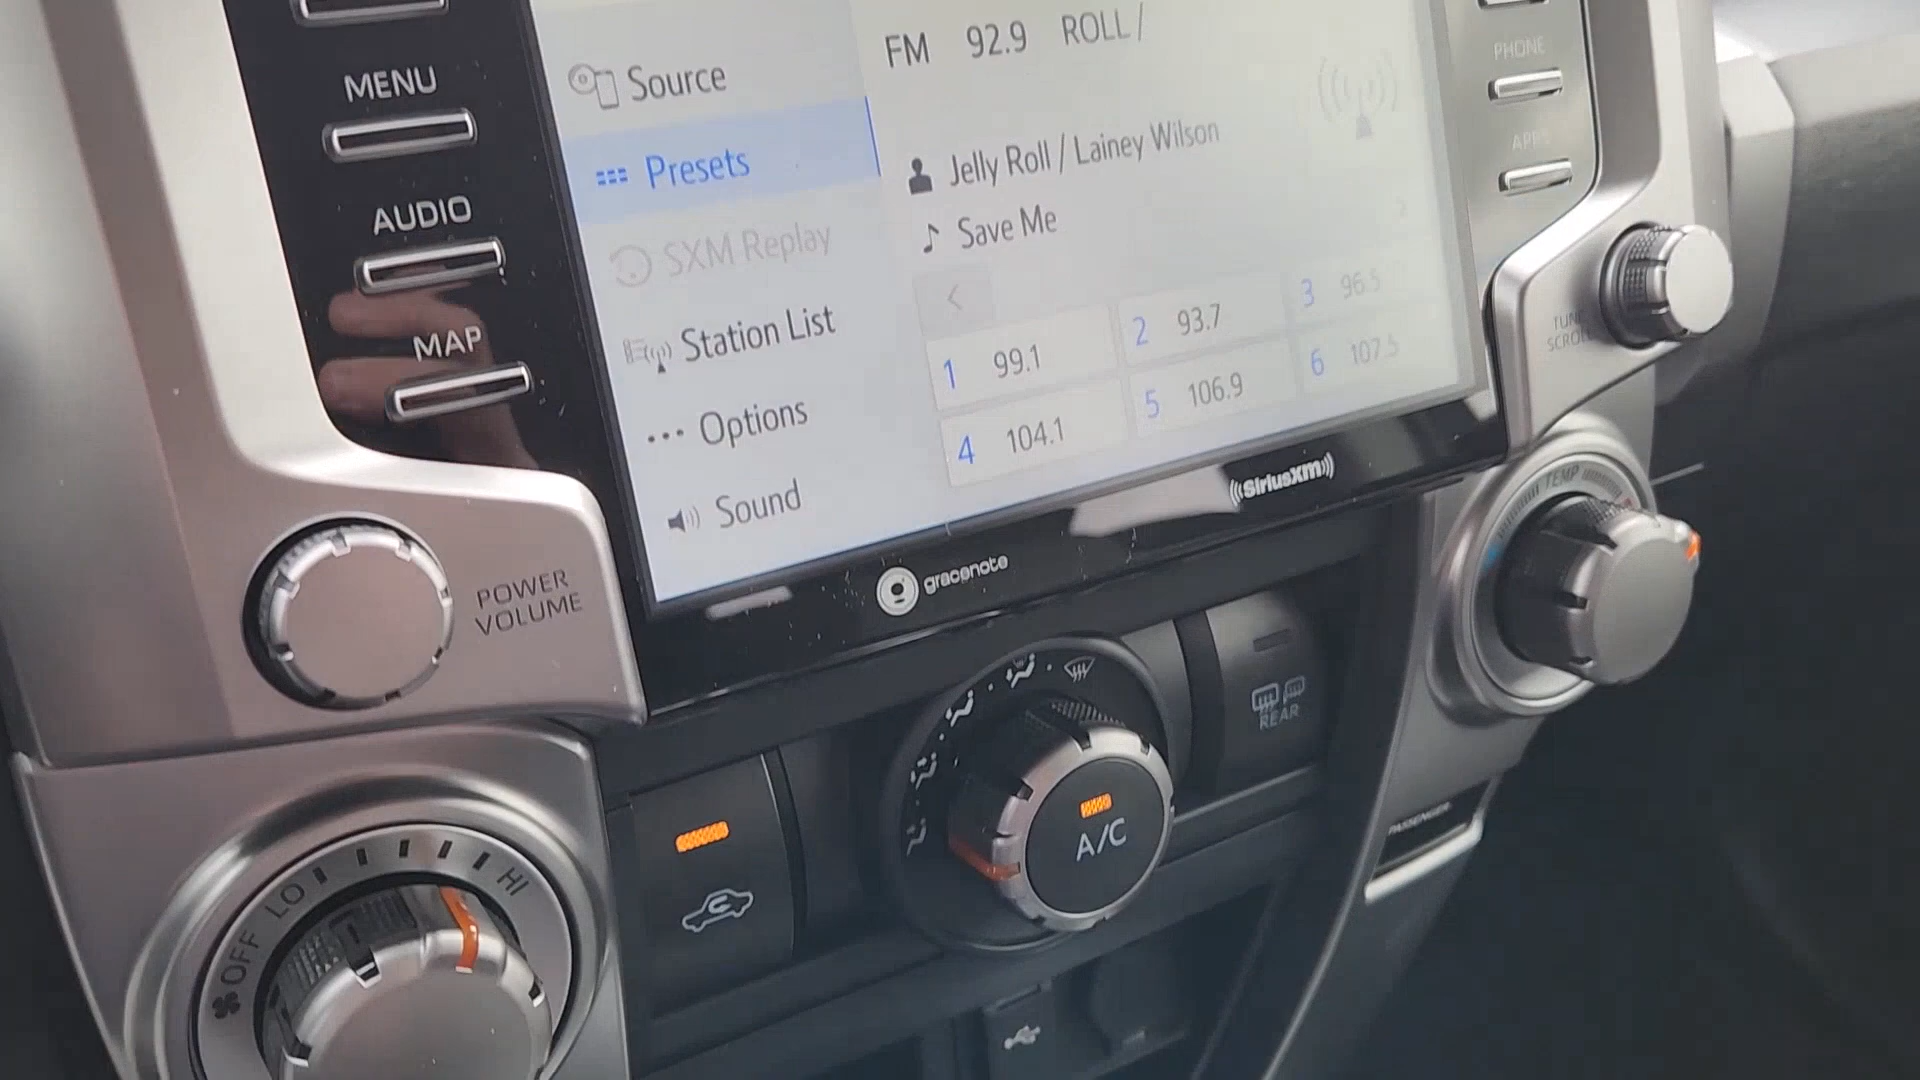 MENU
AUDIO
MAP
POWER
VOLUME
Source
Presets
SXM Replay
Station List
Options
Sound
FM 92.9 ROLL /
Jelly Roll / Lainey Wilson
Save Me
<
1 99.1
2 93.7
3 96.5
4 104.1
5 106.9
6 107.5
gracenote
SiriusXM
PHONE
APPS
TUNE
SCROLL
TEMP
OFF LO HI
A/C
REAR
PASSENGER